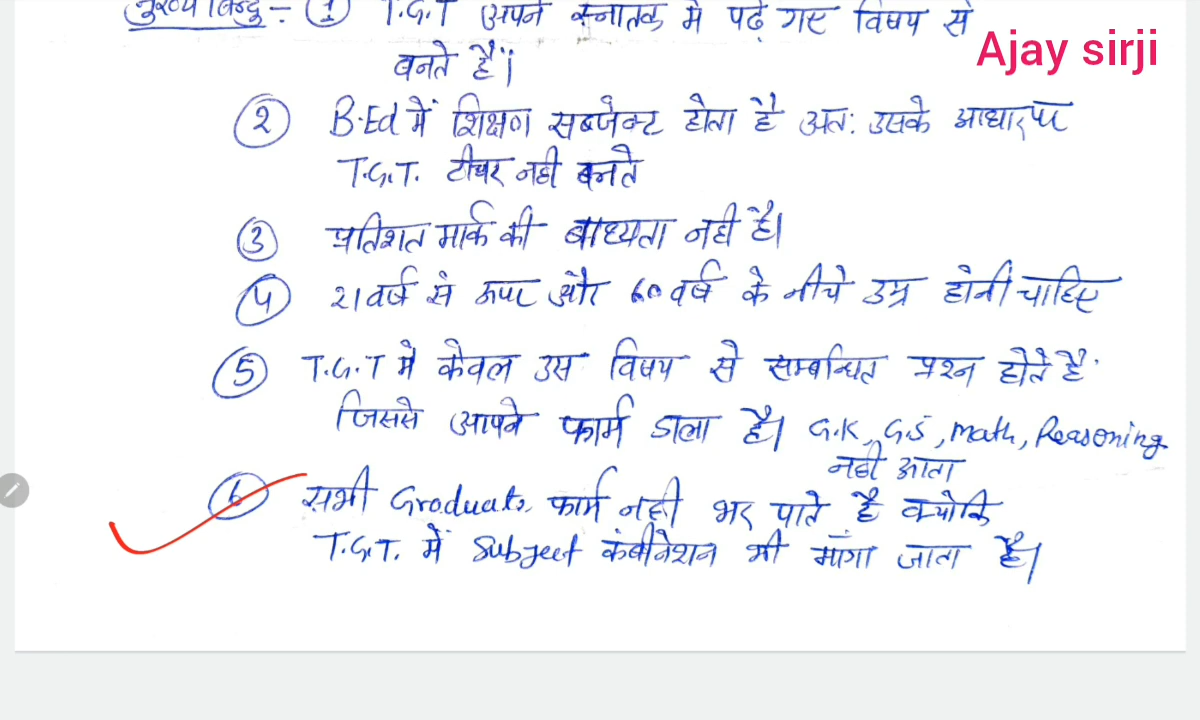 मुख्य बिन्दु :- ① T.G.T अपने स्नातक में पढ़े गए विषय से
बनते हैं।
Ajay sirji
② B.Ed में शिक्षण सब्जेक्ट होता है अत: उसके आधार पर
T.G.T. टीचर नही बनते
③ प्रतिशत मार्क की बाध्यता नही है।
④ 21 वर्ष से ऊपर और 60 वर्ष के नीचे उम्र होनी चाहिए
⑤ T.G.T में केवल उस विषय से सम्बन्धित प्रश्न होते है
जिससे आपने फार्म डाला है। G.K, G.S, Math, Reasoning
नही आता
⑥ सभी Graduate फार्म नही भर पाते है क्योकि
T.G.T. में Subject कंबीनेशन भी माँगा जाता है।